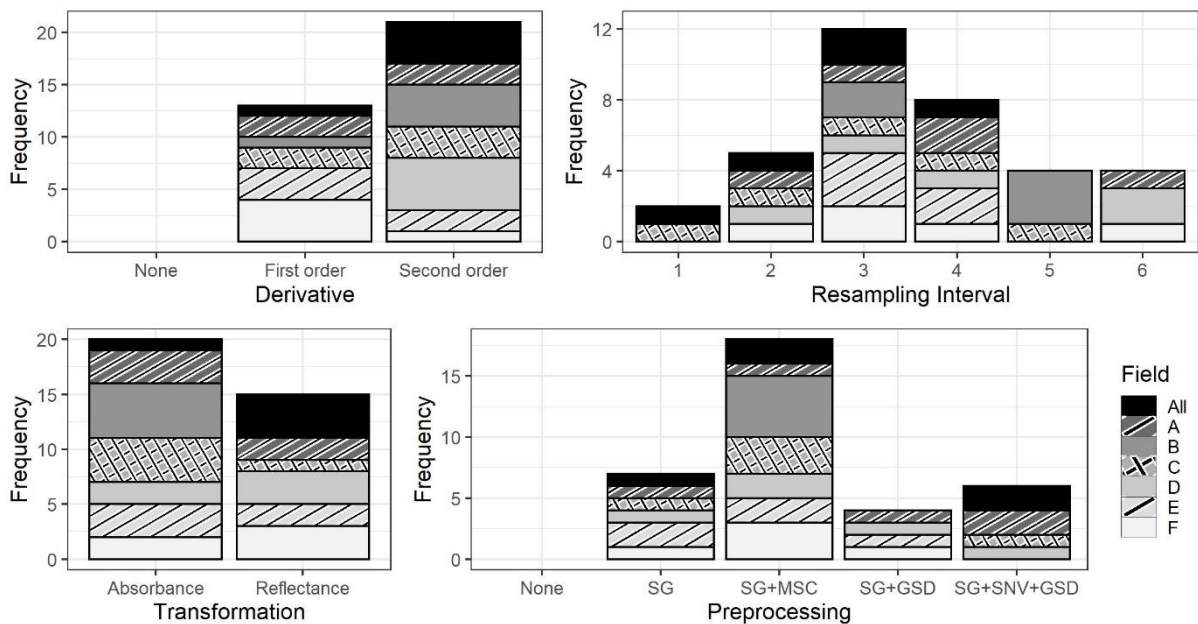 20
15
10
5
0
Frequency
None First order Second order
Derivative
12
8
4
0
Frequency
1 2 3 4 5 6
Resampling Interval
20
15
10
5
0
Frequency
Absorbance Reflectance
Transformation
15
10
5
0
Frequency
None SG SG+MSC SG+GSD SG+SNV+GSD
Preprocessing
Field
All
A
B
C
D
E
F